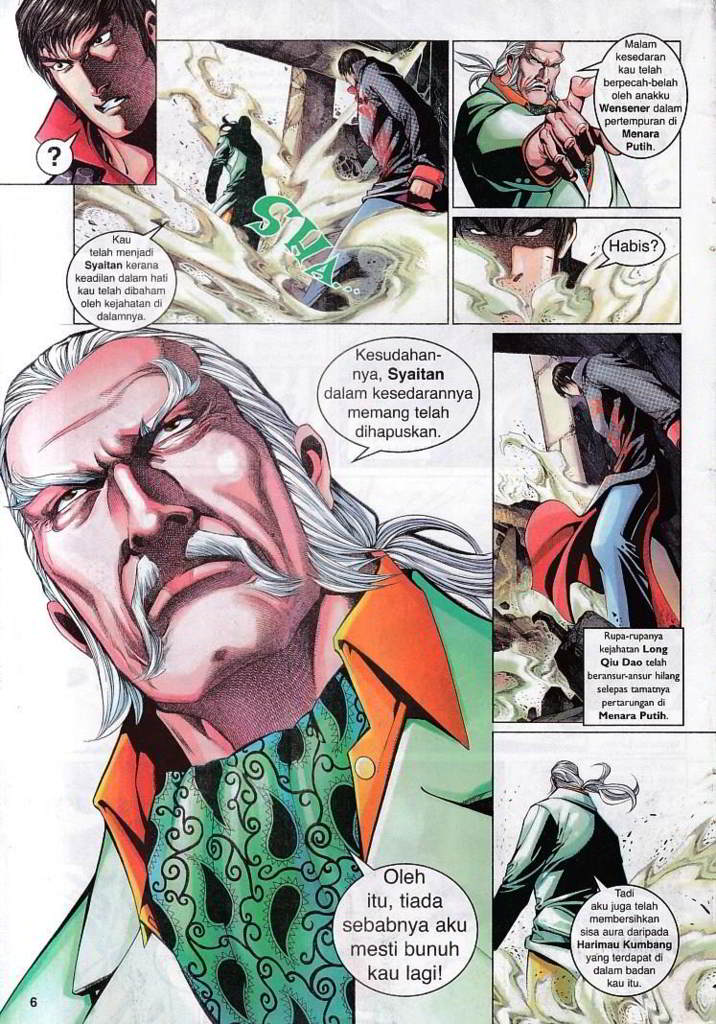 ?
SHA...
Malam
kesedaran
kau telah
berpecah-belah
oleh anakku
Wensener dalam
pertempuran di
Menara
Putih.
Kau
telah menjadi
Syaitan kerana
keadilan dalam hati
kau telah dibaham
oleh kejahatan di
dalamnya.
Habis?
Kesudahan-
nya, Syaitan
dalam kesedarannya
memang telah
dihapuskan.
Rupa-rupanya
kejahatan Long
Qiu Dao telah
beransur-ansur hilang
selepas tamatnya
pertarungan di
Menara Putih.
Oleh
itu, tiada
sebabnya aku
mesti bunuh
kau lagi!
Tadi
aku juga telah
membersihkan
sisa aura daripada
Harimau Kumbang
yang terdapat di
dalam badan
kau itu.
6